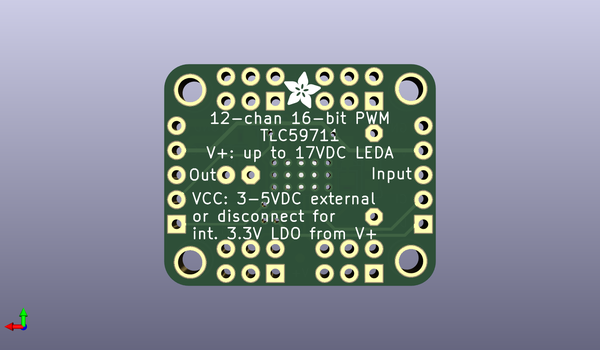 12-chan 16-bit PWM
TLC59711
V+: up to 17VDC LEDA
Out
Input
VCC: 3-5VDC external
or disconnect for
int. 3.3V LDO from V+